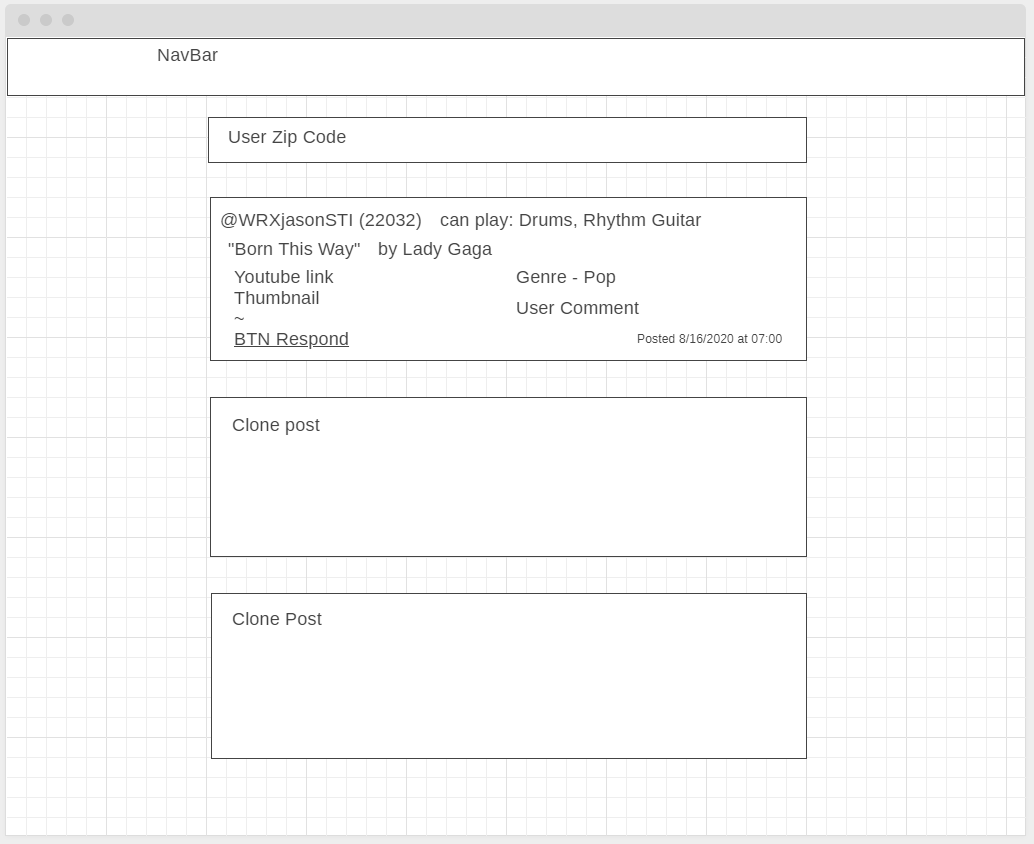 NavBar
User Zip Code
@WRXjasonSTI (22032) can play: Drums, Rhythm Guitar
"Born This Way" by Lady Gaga
Youtube link
Thumbnail
~
BTN Respond
Genre - Pop
User Comment
Posted 8/16/2020 at 07:00
Clone post
Clone Post